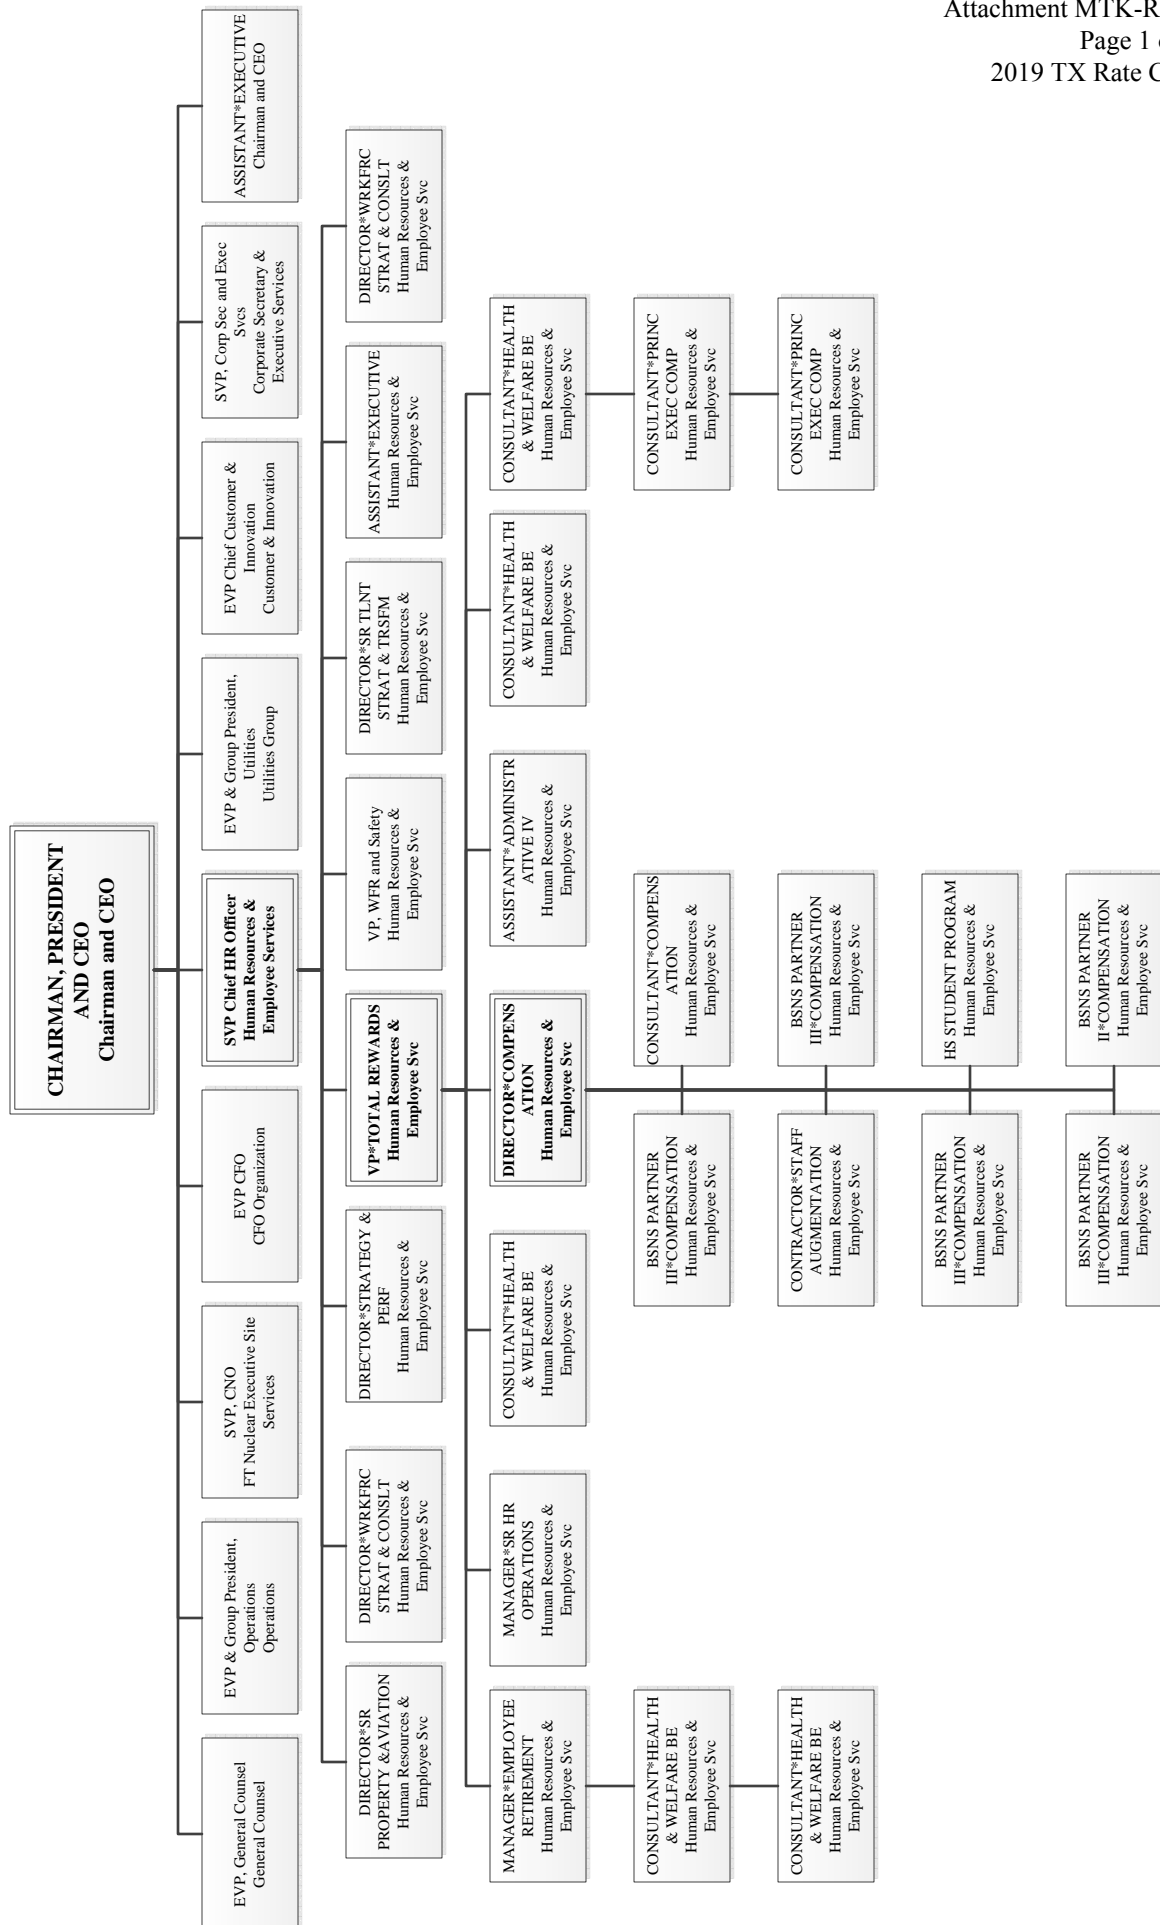 Attachment MTK-R
Page 1
2019 TX Rate C
CHAIRMAN, PRESIDENT
AND CEO
Chairman and CEO
EVP, General Counsel
General Counsel
EVP & Group President,
Operations
Operations
SVP, CNO
FT Nuclear Executive Site
Services
EVP CFO
CFO Organization
SVP Chief HR Officer
Human Resources &
Employee Services
EVP & Group President,
Utilities
Utilities Group
EVP Chief Customer &
Innovation
Customer & Innovation
SVP, Corp Sec and Exec
Svcs
Corporate Secretary &
Executive Services
ASSISTANT*EXECUTIVE
Chairman and CEO
DIRECTOR*SR
PROPERTY &AVIATION
Human Resources &
Employee Svc
DIRECTOR*WRKFRC
STRAT & CONSLT
Human Resources &
Employee Svc
DIRECTOR*STRATEGY &
PERF
Human Resources &
Employee Svc
VP*TOTAL REWARDS
Human Resources &
Employee Svc
VP, WFR and Safety
Human Resources &
Employee Svc
DIRECTOR*SR TLNT
STRAT & TRSFM
Human Resources &
Employee Svc
ASSISTANT*EXECUTIVE
Human Resources &
Employee Svc
DIRECTOR*WRKFRC
STRAT & CONSLT
Human Resources &
Employee Svc
MANAGER*EMPLOYEE
RETIREMENT
Human Resources &
Employee Svc
MANAGER*SR HR
OPERATIONS
Human Resources &
Employee Svc
CONSULTANT*HEALTH
& WELFARE BE
Human Resources &
Employee Svc
DIRECTOR*COMPENS
ATION
Human Resources &
Employee Svc
ASSISTANT*ADMINISTR
ATIVE IV
Human Resources &
Employee Svc
CONSULTANT*HEALTH
& WELFARE BE
Human Resources &
Employee Svc
CONSULTANT*HEALTH
& WELFARE BE
Human Resources &
Employee Svc
CONSULTANT*HEALTH
& WELFARE BE
Human Resources &
Employee Svc
BSNS PARTNER
III*COMPENSATION
Human Resources &
Employee Svc
CONSULTANT*COMPENS
ATION
Human Resources &
Employee Svc
CONSULTANT*PRINC
EXEC COMP
Human Resources &
Employee Svc
CONSULTANT*HEALTH
& WELFARE BE
Human Resources &
Employee Svc
CONTRACTOR*STAFF
AUGMENTATION
Human Resources &
Employee Svc
BSNS PARTNER
III*COMPENSATION
Human Resources &
Employee Svc
CONSULTANT*PRINC
EXEC COMP
Human Resources &
Employee Svc
BSNS PARTNER
III*COMPENSATION
Human Resources &
Employee Svc
HS STUDENT PROGRAM
Human Resources &
Employee Svc
BSNS PARTNER
III*COMPENSATION
Human Resources &
Employee Svc
BSNS PARTNER
II*COMPENSATION
Human Resources &
Employee Svc